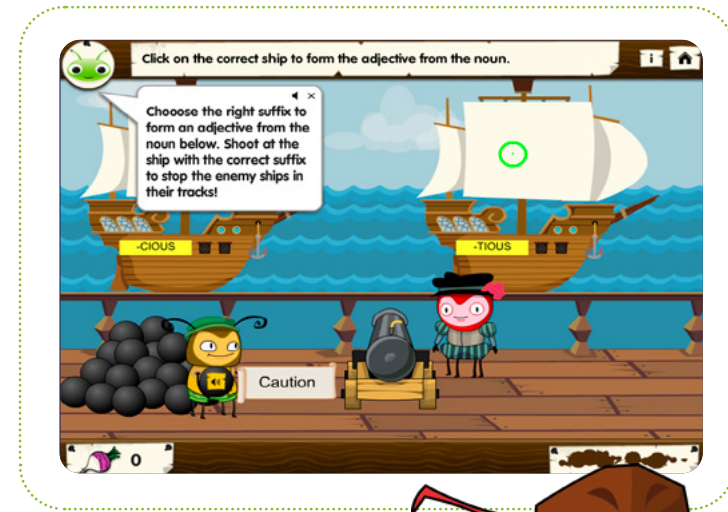 Click on the correct ship to form the adjective from the noun.
i
Chooose the right suffix to
form an adjective from the
noun below. Shoot at the
ship with the correct suffix
to stop the enemy ships in
their tracks!
-CIOUS
-TIOUS
Caution
0